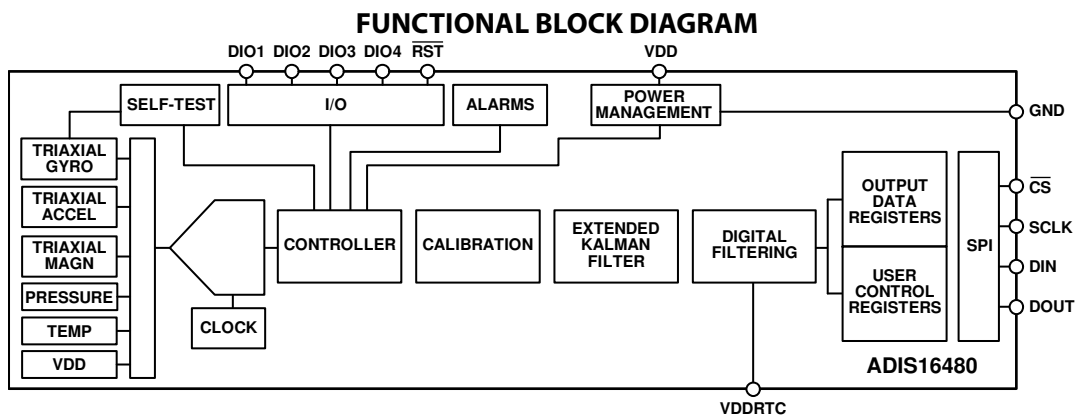 FUNCTIONAL BLOCK DIAGRAM
DIO1 DIO2 DIO3 DIO4 RST VDD
SELF-TEST
I/O
ALARMS
POWER
MANAGEMENT
GND
TRIAXIAL
GYRO
TRIAXIAL
ACCEL
TRIAXIAL
MAGN
PRESSURE
TEMP
VDD
CLOCK
CONTROLLER
CALIBRATION
EXTENDED
KALMAN
FILTER
DIGITAL
FILTERING
OUTPUT
DATA
REGISTERS
USER
CONTROL
REGISTERS
SPI
CS
SCLK
DIN
DOUT
ADIS16480
VDDRTC